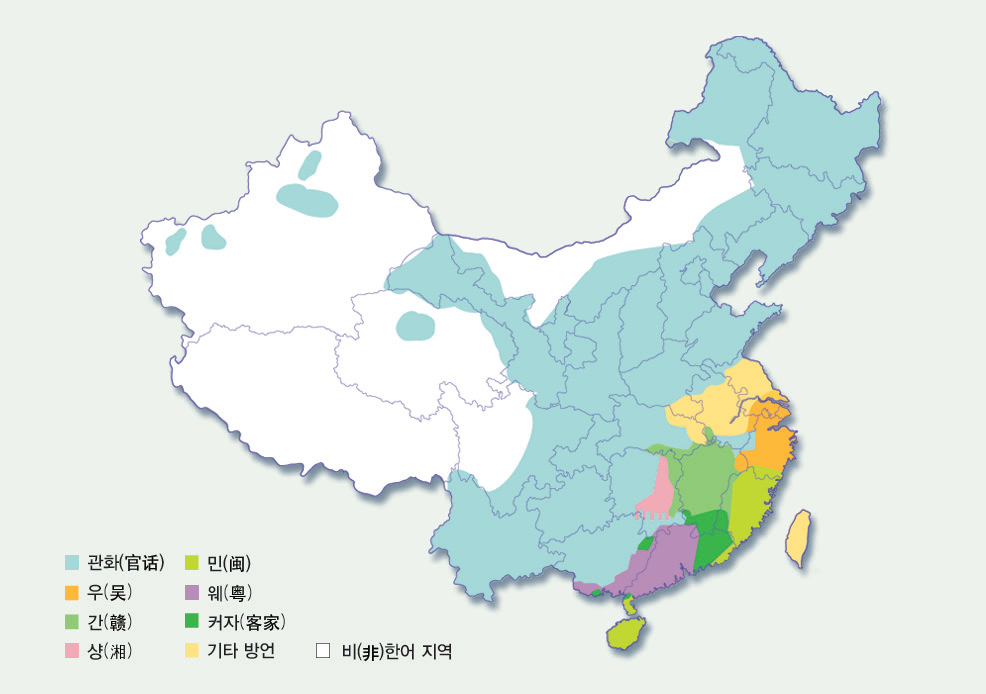 관화(官话)
우(吴)
간(赣)
샹(湘)
민(闽)
웨(粤)
커자(客家)
기타 방언
비(非)한어 지역